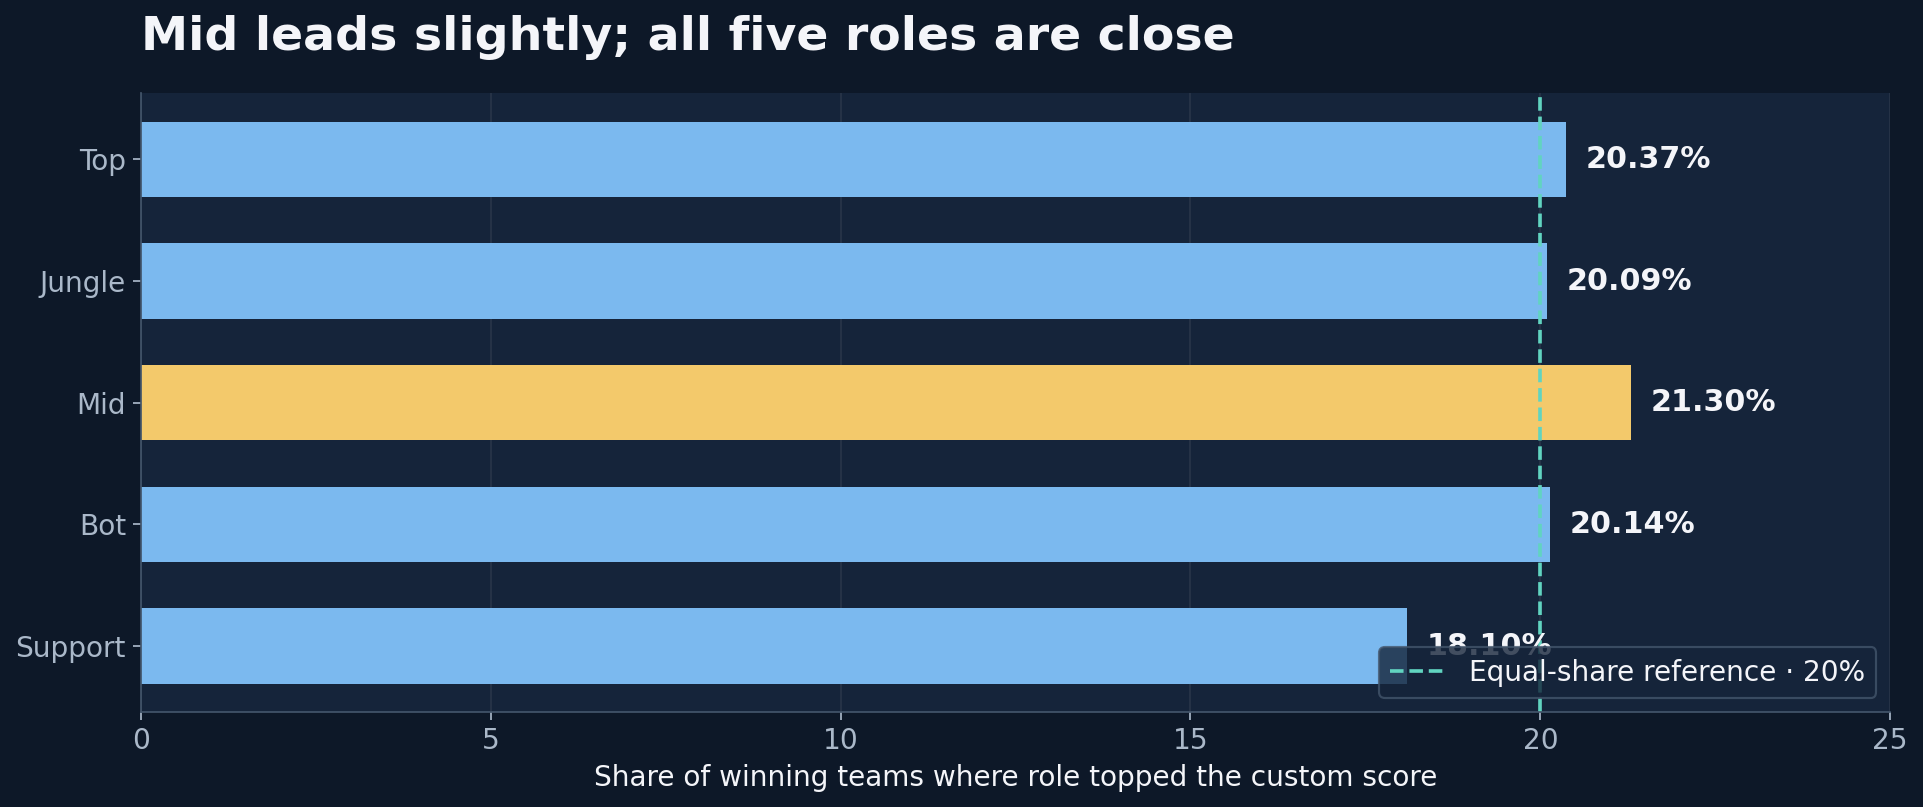 Mid leads slightly; all five roles are close
Top
20.37%
Jungle
20.09%
Mid
21.30%
Bot
20.14%
Support
18.10%
Equal-share reference · 20%
0
5
10
15
20
25
Share of winning teams where role topped the custom score